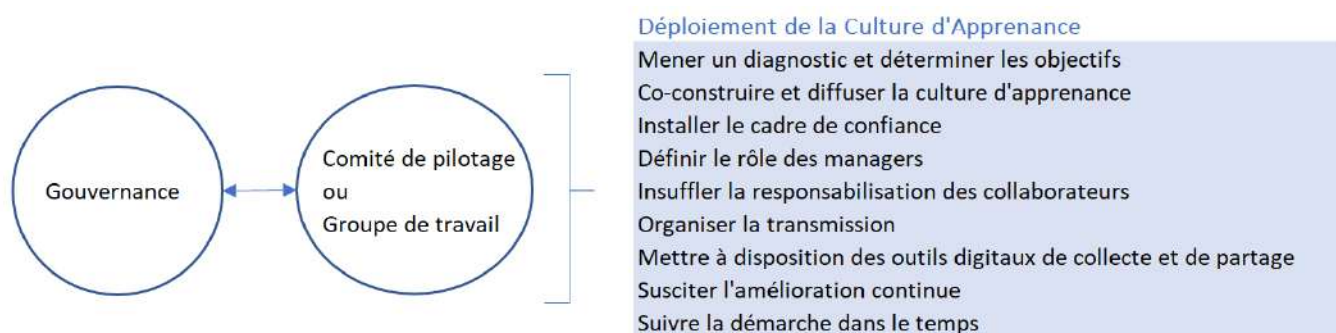 Gouvernance
Comité de pilotage
ou
Groupe de travail
Déploiement de la Culture d'Apprenance
Mener un diagnostic et déterminer les objectifs
Co-construire et diffuser la culture d'apprenance
Installer le cadre de confiance
Définir le rôle des managers
Insuffler la responsabilisation des collaborateurs
Organiser la transmission
Mettre à disposition des outils digitaux de collecte et de partage
Susciter l'amélioration continue
Suivre la démarche dans le temps